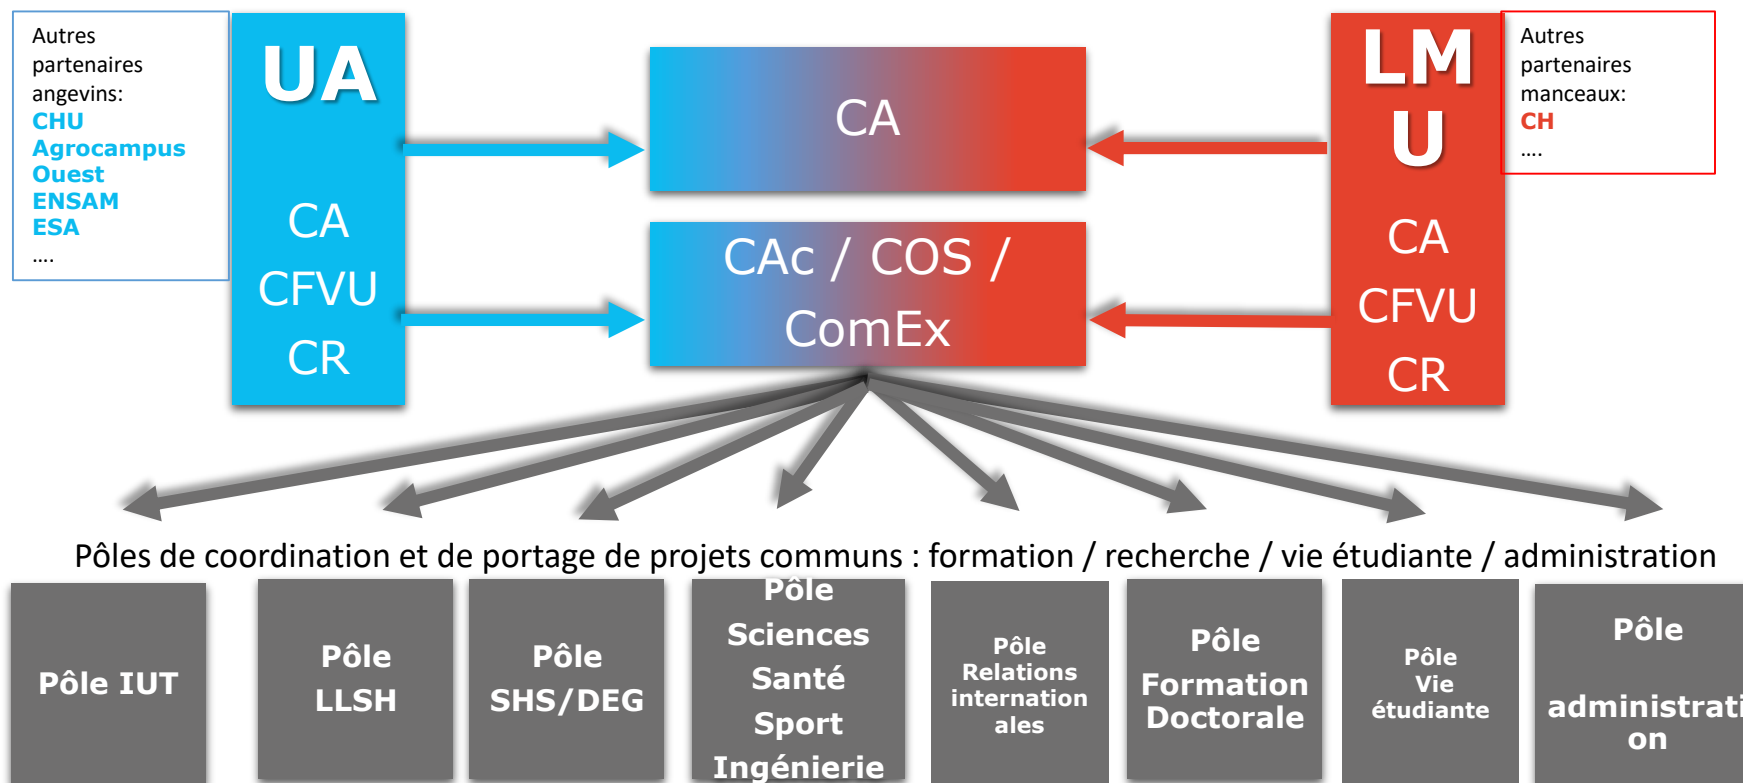 Autres
partenaires
angevins:
CHU
Agrocampus
Ouest
ENSAM
ESA
....
UA
CA
CFVU
CR
CA
CAc / COS /
ComEx
LM
U
CA
CFVU
CR
Autres
partenaires
manceaux:
CH
....
Pôles de coordination et de portage de projets communs : formation / recherche / vie étudiante / administration
Pôle IUT
Pôle
LLSH
Pôle
SHS/DEG
Pôle
Sciences
Santé
Sport
Ingénierie
Pôle
Relations
internation
ales
Pôle
Formation
Doctorale
Pôle
Vie
étudiante
Pôle
administrati
on